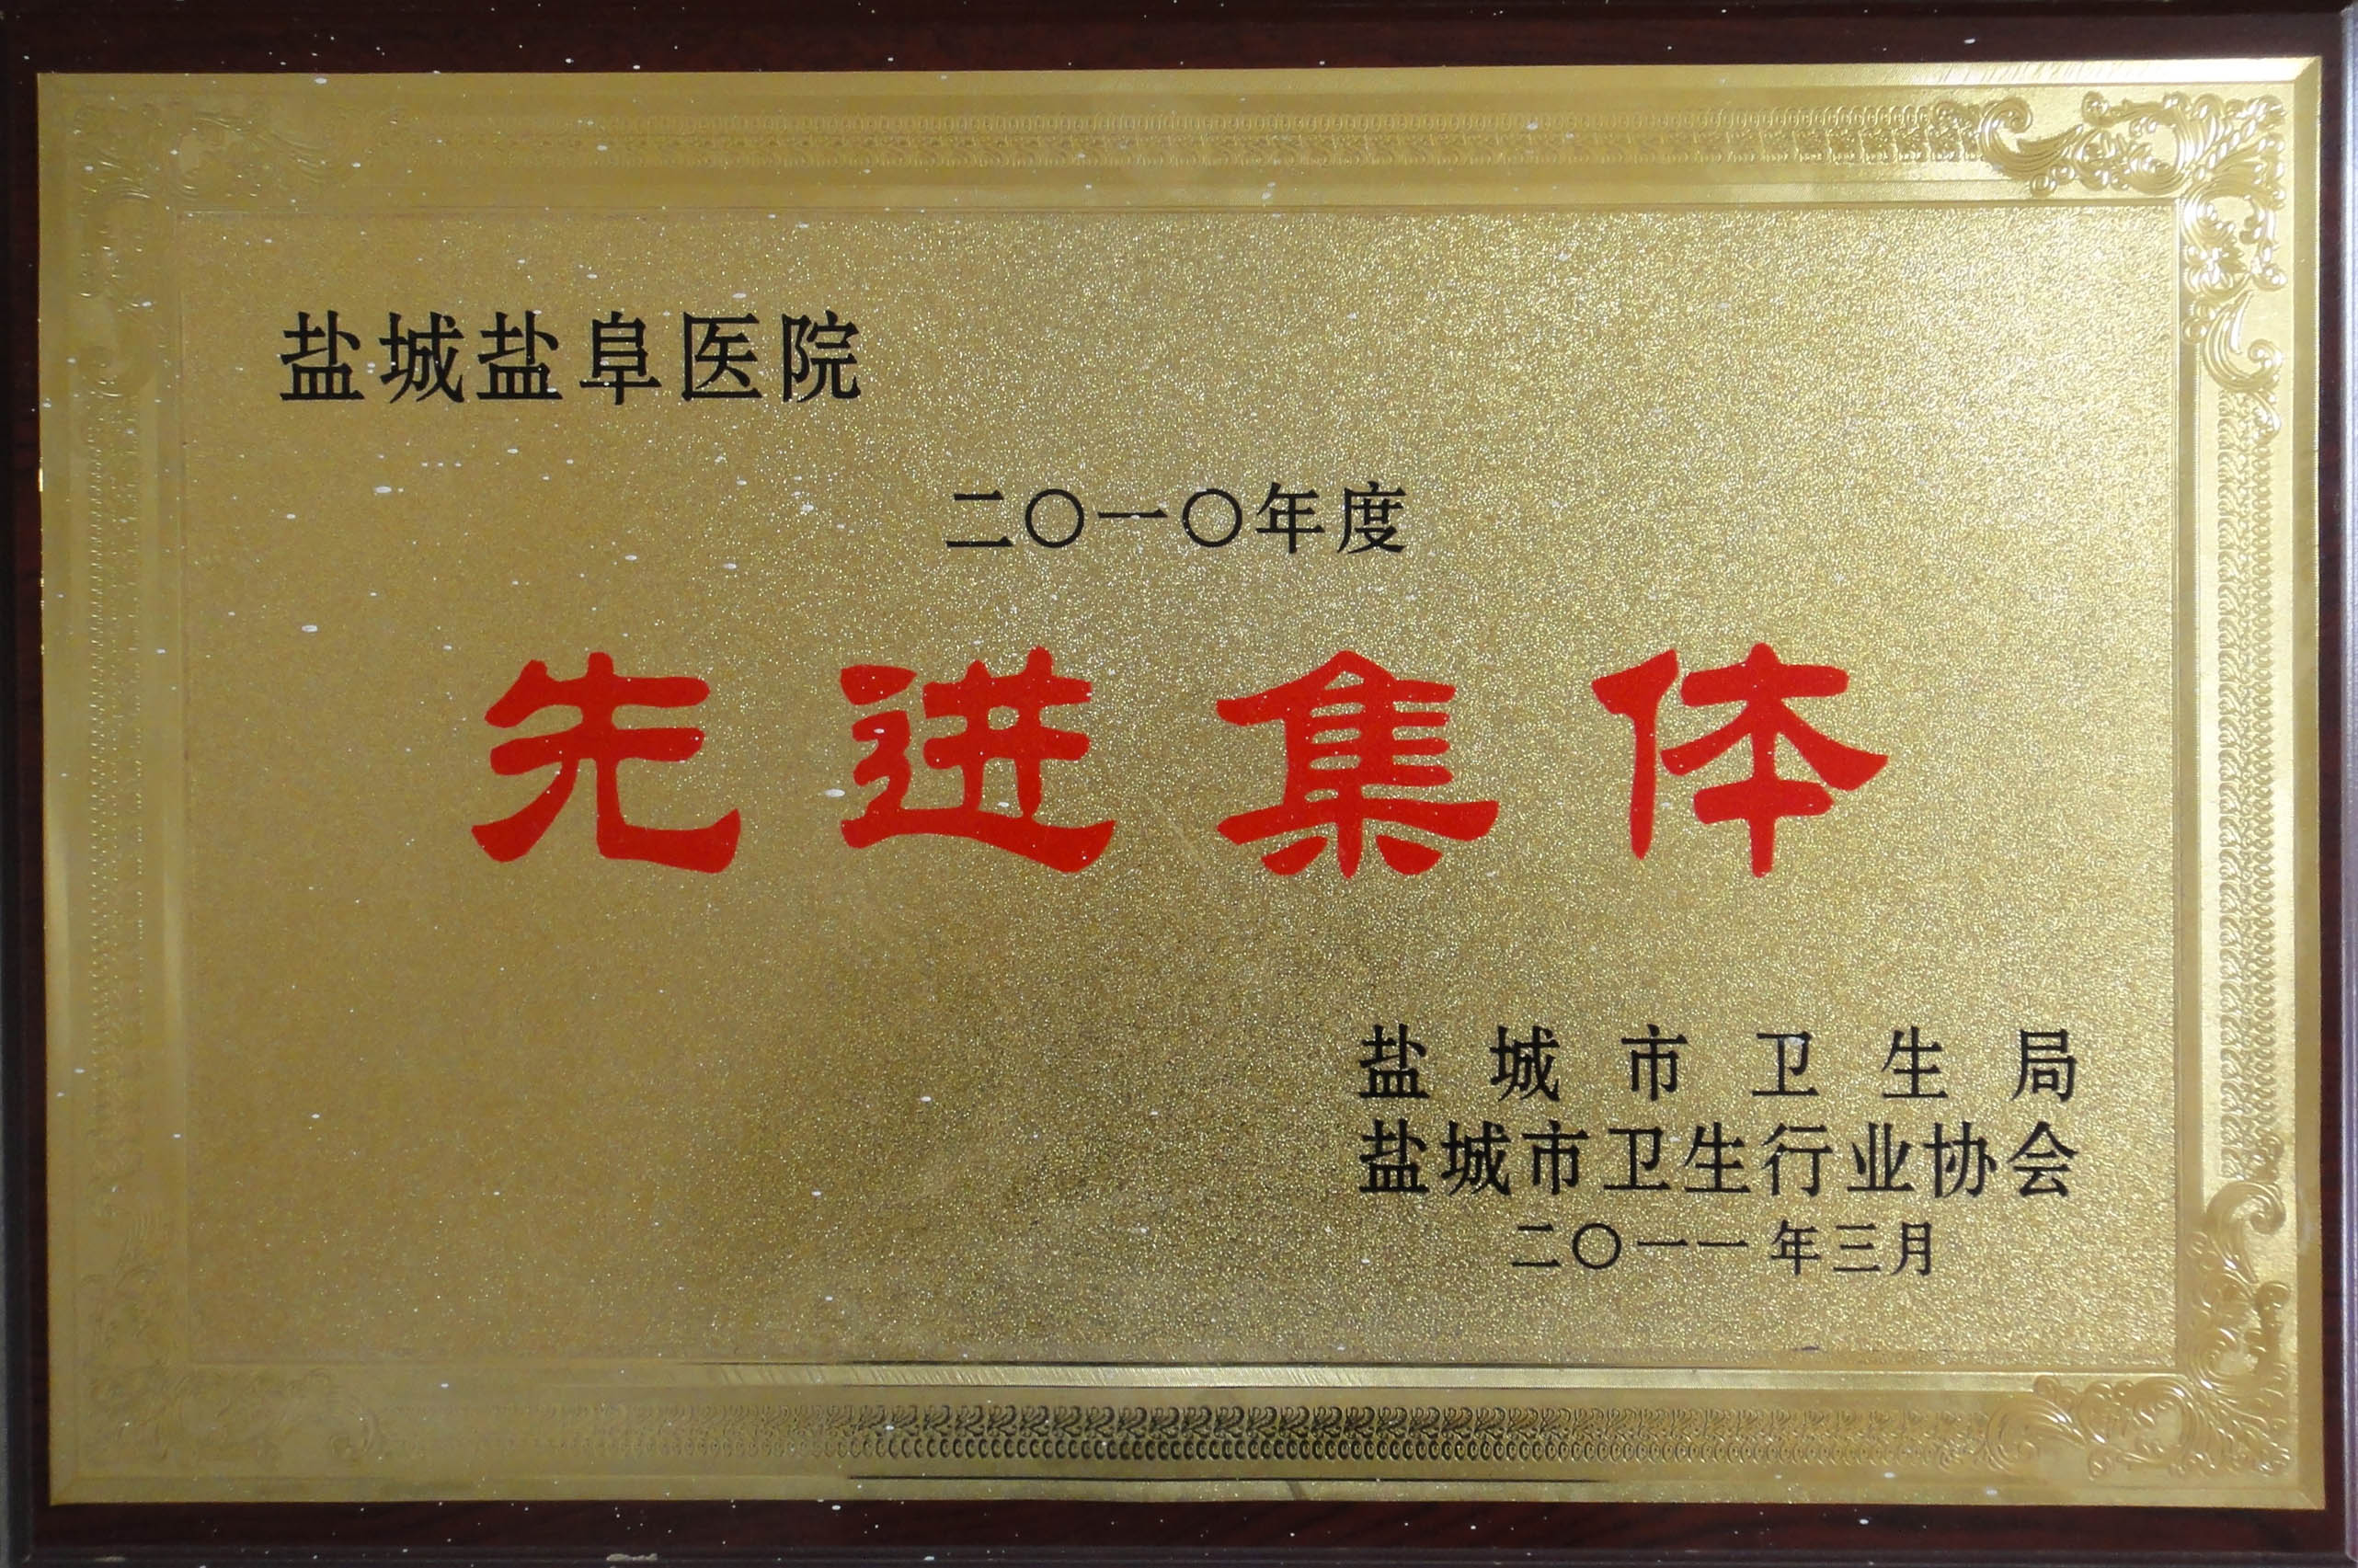 盐城盐阜医院
二〇一〇年度
先进集体
盐城市卫生局
盐城市卫生行业协会
二〇一一年三月